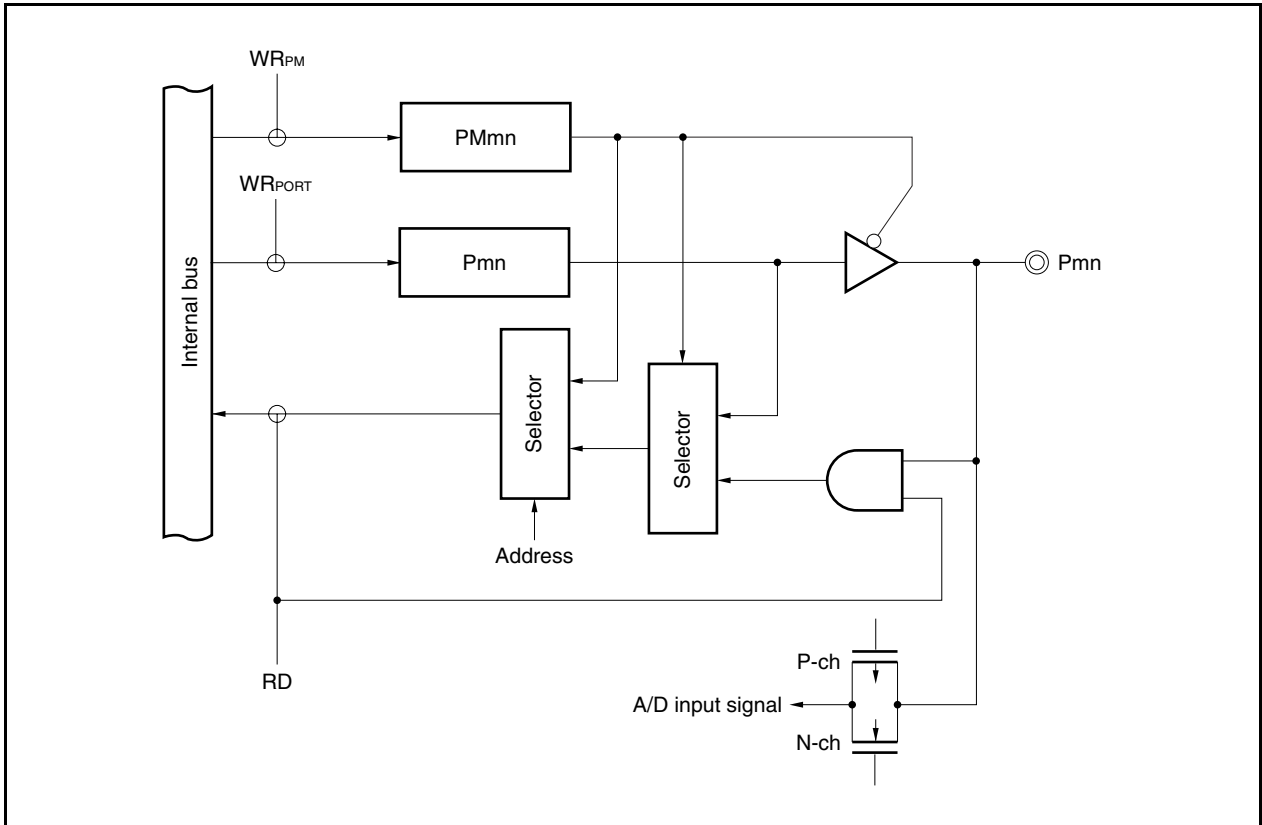 WRPM
PMmn
WRPORT
Pmn
Pmn
Internal bus
Selector
Selector
Address
P-ch
RD
A/D input signal
N-ch